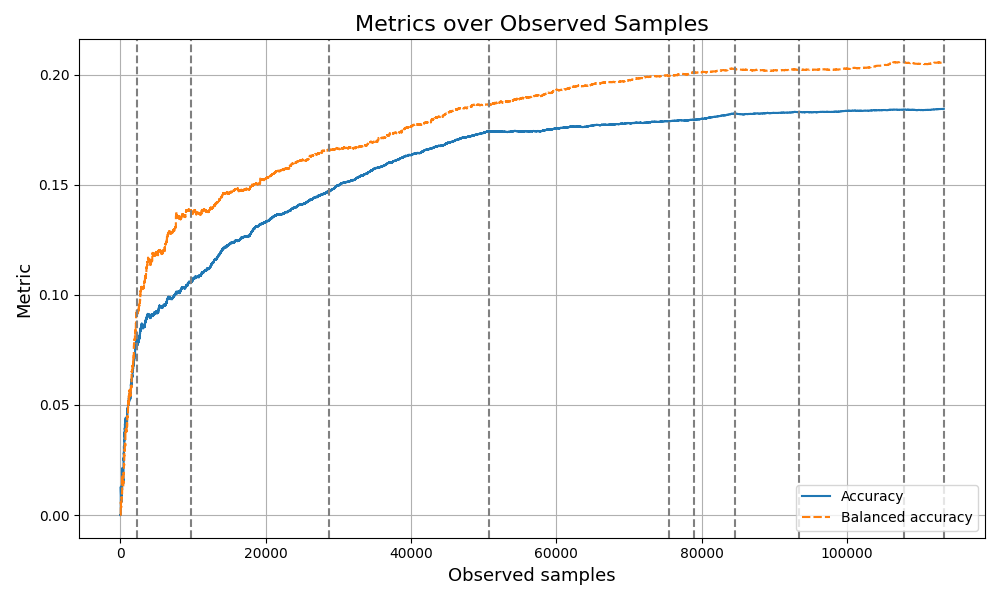 Metrics over Observed Samples
Metric
0.20
0.15
0.10
0.05
0.00
0
20000
40000
60000
80000
100000
Observed samples
Accuracy
Balanced accuracy